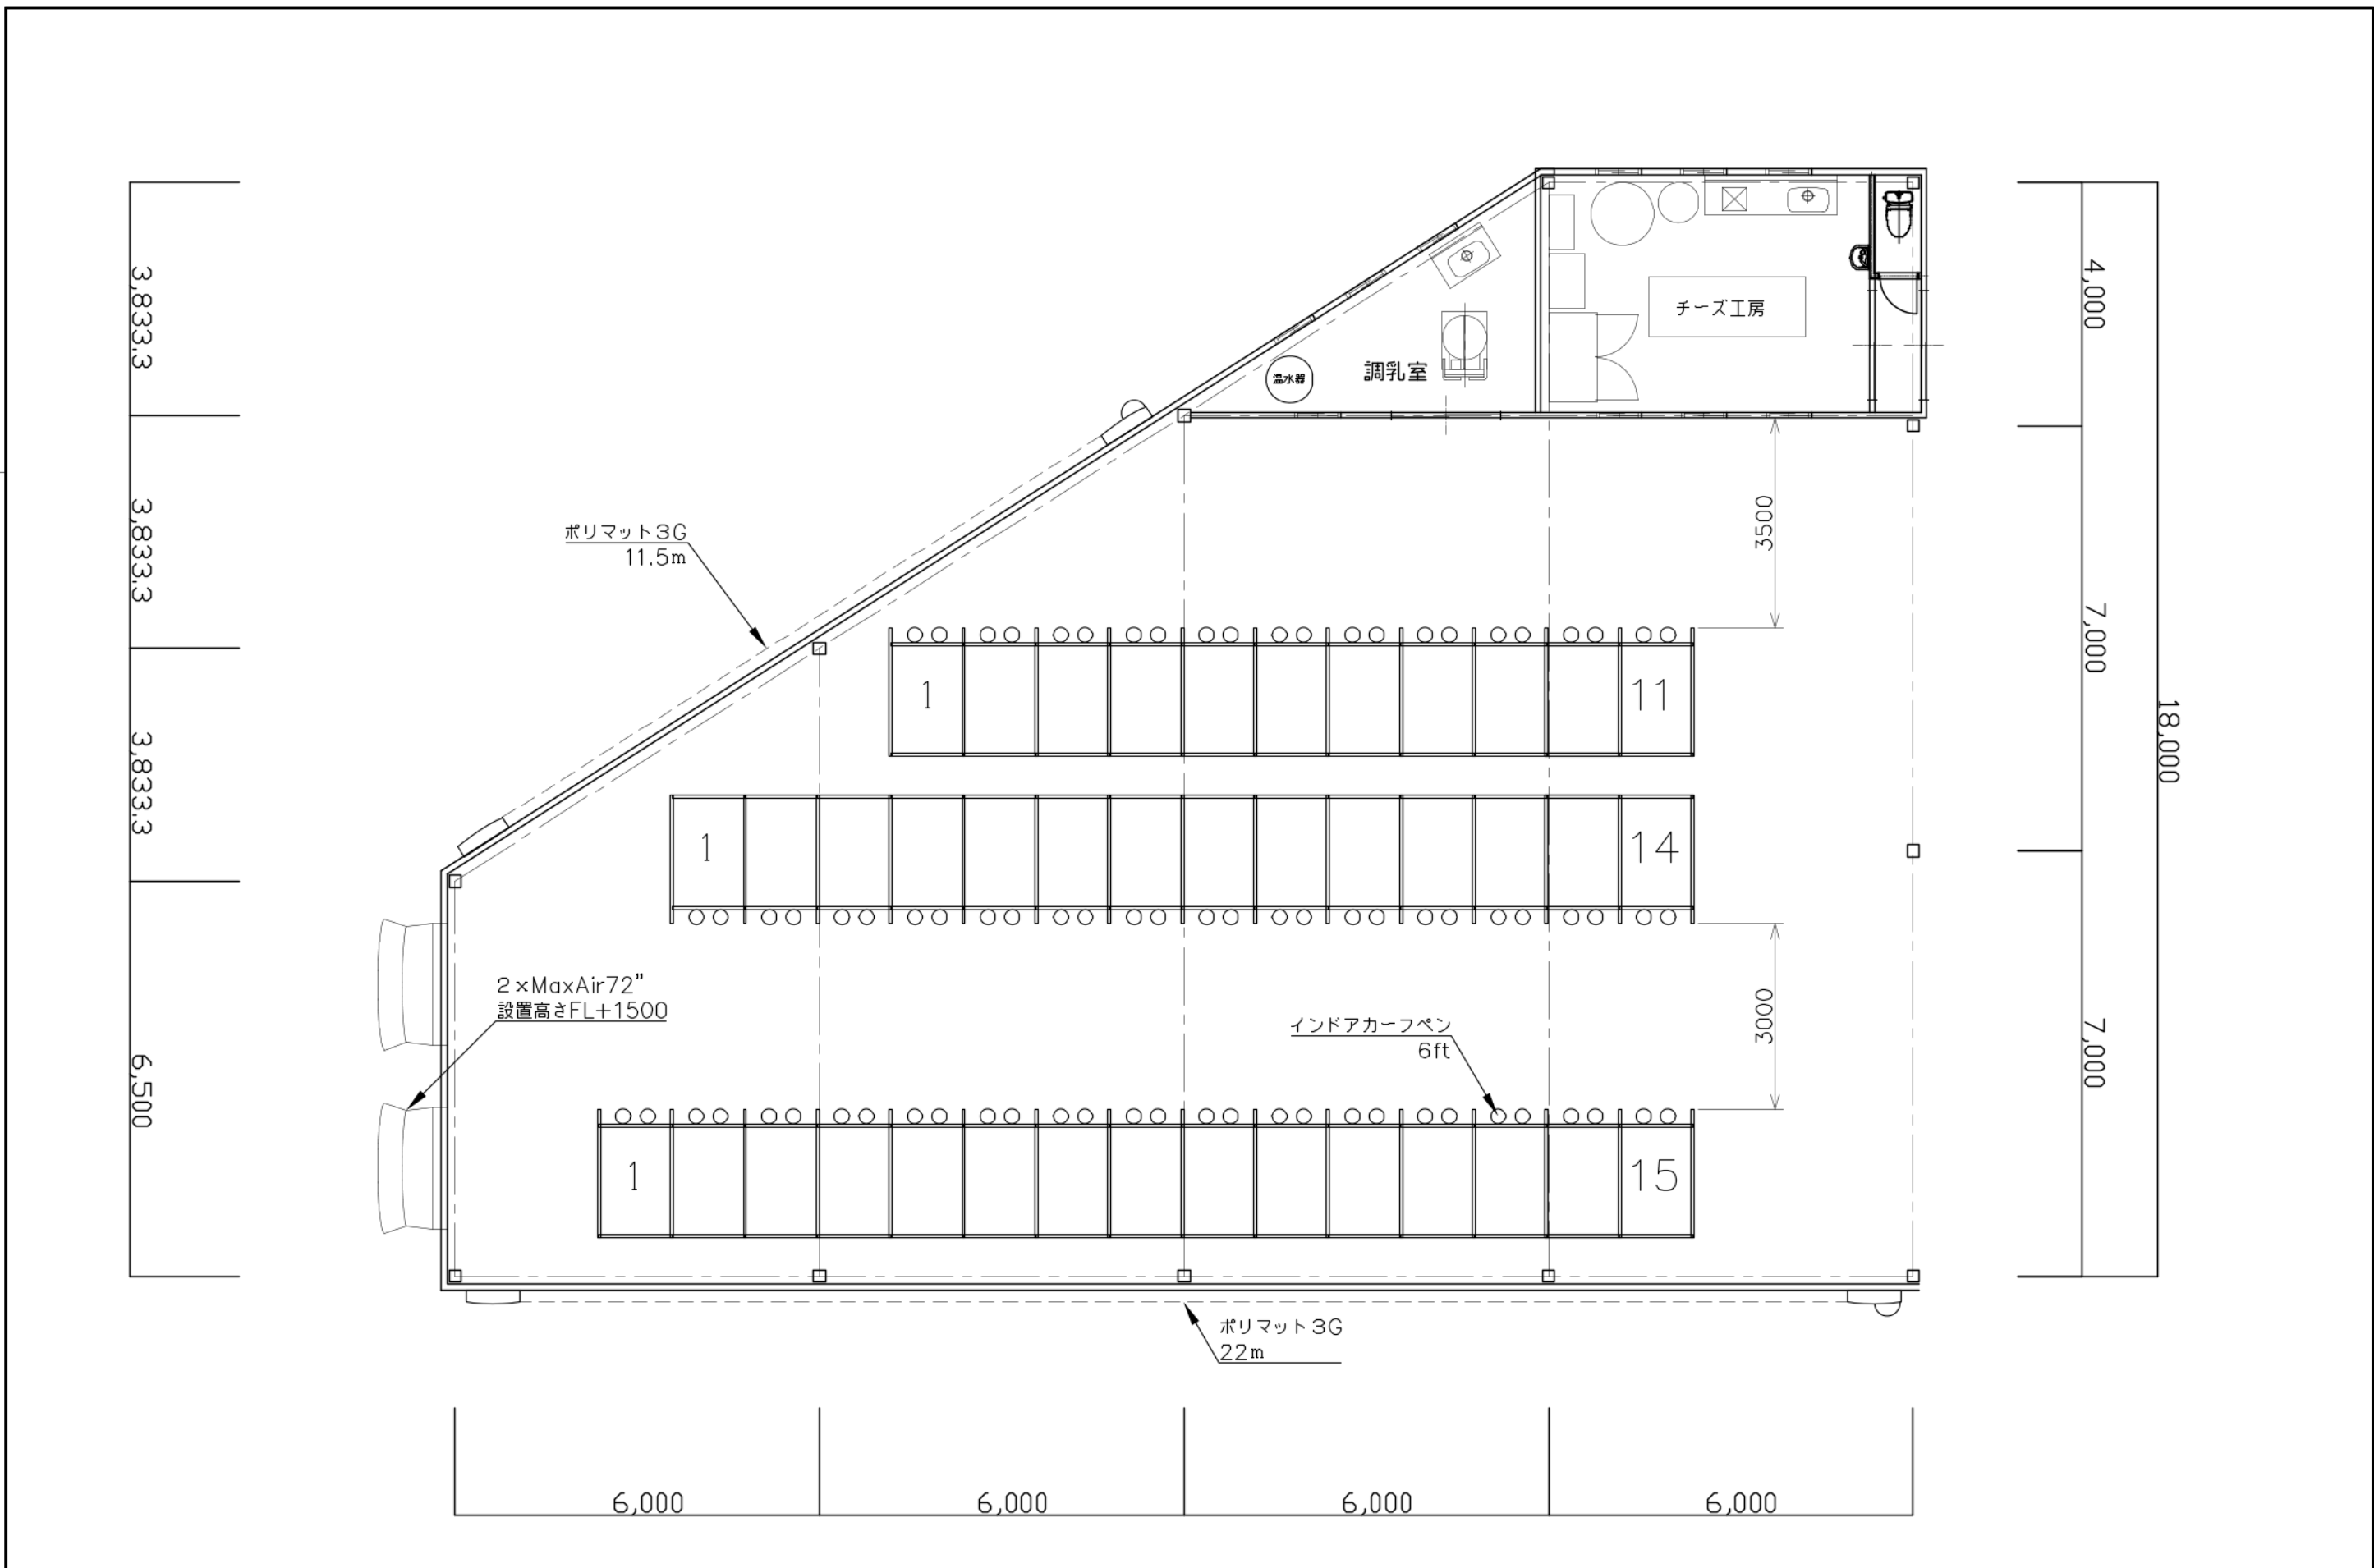 チーズ工房
調乳室
温水器
ポリマット3G
11.5m
3500
1
11
1
14
2×MaxAir72"
設置高さFL+1500
インドアカーフペン
6ft
3000
1
15
ポリマット3G
22m
3,833.3
3,833.3
3,833.3
6,500
4,000
7,000
7,000
18,000
6,000
6,000
6,000
6,000